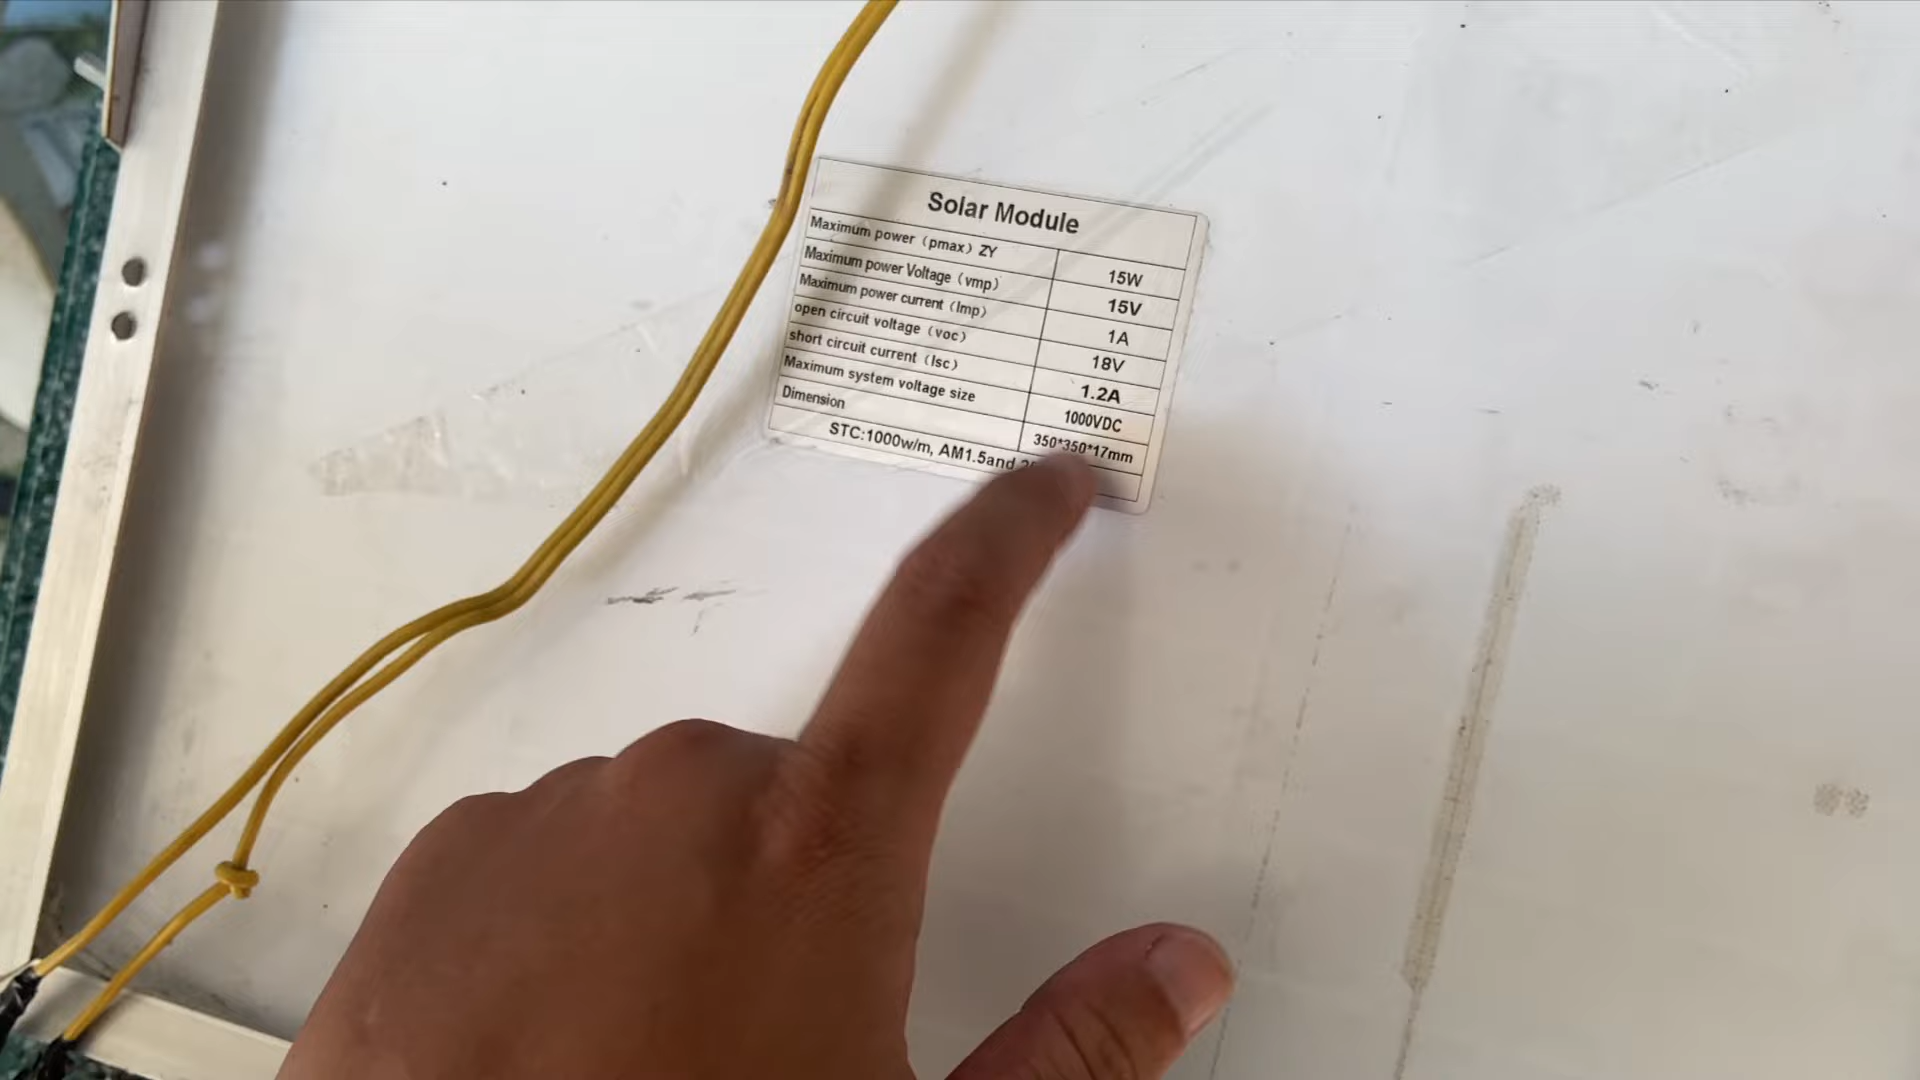 Solar Module
Maximum power (pmax) ZY 15W
Maximum power Voltage (vmp) 15V
Maximum power current (Imp) 1A
open circuit voltage (voc) 18V
short circuit current (Isc) 1.2A
Maximum system voltage size 1000VDC
Dimension 350*350*17mm
STC:1000w/m, AM1.5and